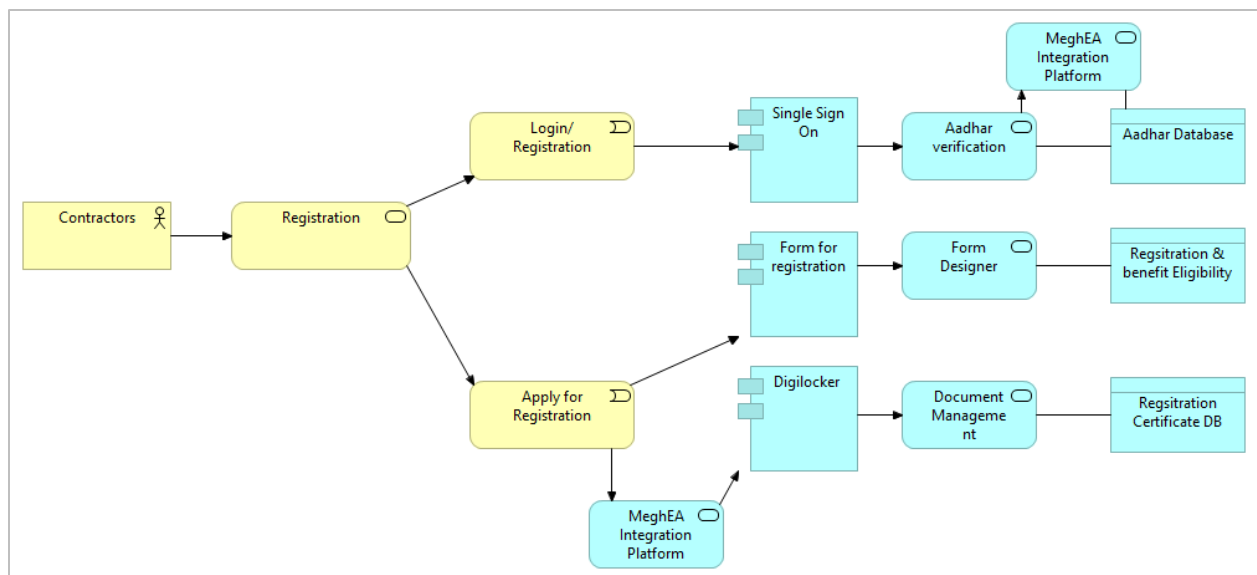 MeghEA
Integration
Platform
Login/
Registration
Single Sign
On
Aadhar
verification
Aadhar Database
Contractors
Registration
Form for
registration
Form
Designer
Regsitration &
benefit Eligibility
Apply for
Registration
Digilocker
Document
Manageme
nt
Regsitration
Certificate DB
MeghEA
Integration
Platform